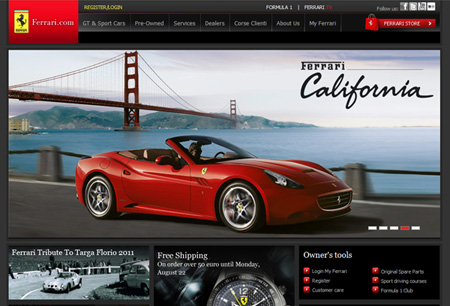 REGISTER/LOGIN
FORMULA 1 | FERRARI TV
Follow us:
Ferrari.com
GT & Sport Cars
Pre-Owned
Services
Dealers
Corse Clienti
About Us
My Ferrari
FERRARI STORE
Ferrari
California
Ferrari Tribute To Targa Florio 2011
Free Shipping
On order over 50 euro until Monday,
August 22
Owner's tools
Login My Ferrari
Register
Customer care
Original Spare Parts
Sport driving courses
Formula 1 Club